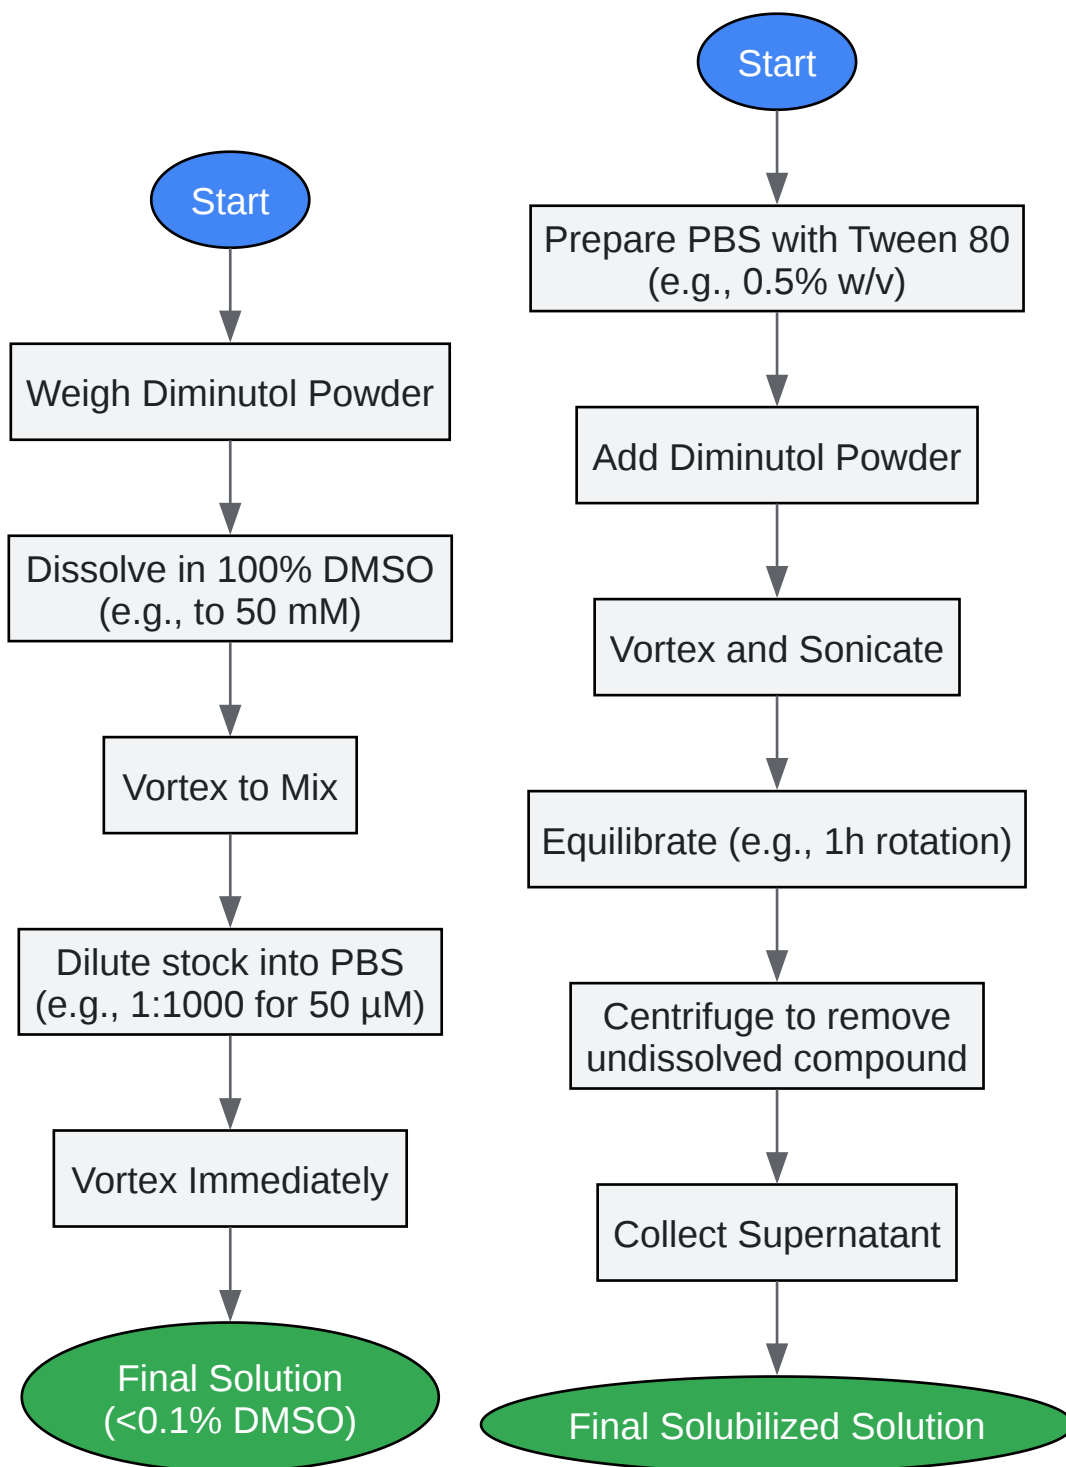 Start
Weigh Diminutol Powder
Dissolve in 100% DMSO
(e.g., to 50 mM)
Vortex to Mix
Dilute stock into PBS
(e.g., 1:1000 for 50 µM)
Vortex Immediately
Final Solution
(<0.1% DMSO)
Start
Prepare PBS with Tween 80
(e.g., 0.5% w/v)
Add Diminutol Powder
Vortex and Sonicate
Equilibrate (e.g., 1h rotation)
Centrifuge to remove
undissolved compound
Collect Supernatant
Final Solubilized Solution